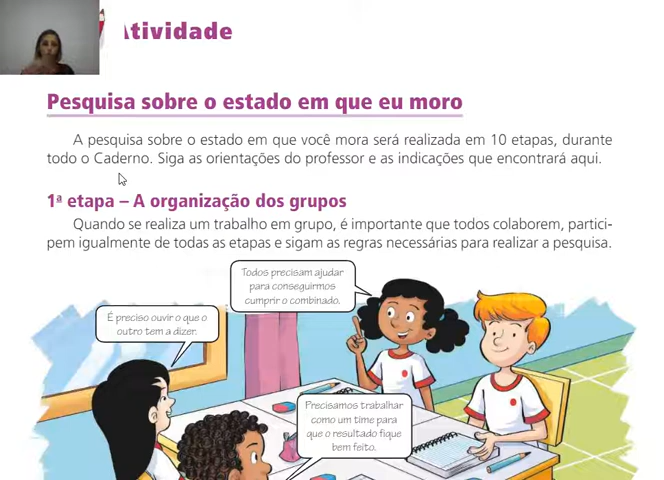 Atividade
Pesquisa sobre o estado em que eu moro
A pesquisa sobre o estado em que você mora será realizada em 10 etapas, durante
todo o Caderno. Siga as orientações do professor e as indicações que encontrará aqui.
1ª etapa – A organização dos grupos
Quando se realiza um trabalho em grupo, é importante que todos colaborem, partici-
pem igualmente de todas as etapas e sigam as regras necessárias para realizar a pesquisa.
Todos precisam ajudar
para conseguirmos
cumprir o combinado.
É preciso ouvir o que o
outro tem a dizer.
Precisamos trabalhar
como um time para
que o resultado fique
bem feito.